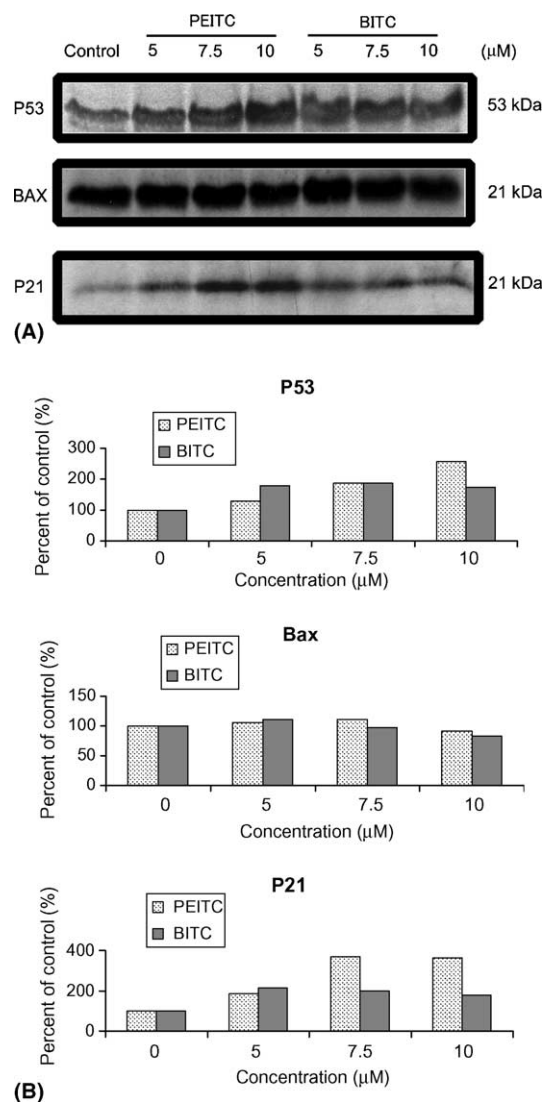 PEITC BITC
Control 5 7.5 10 5 7.5 10 (μM)
P53 53 kDa
BAX 21 kDa
P21 21 kDa
(A)
P53
PEITC
BITC
Percent of control (%)
300
200
100
0
0 5 7.5 10
Concentration (μM)
Bax
PEITC
BITC
Percent of control (%)
150
100
50
0
0 5 7.5 10
Concentration (μM)
P21
PEITC
BITC
Percent of control (%)
400
200
0
0 5 7.5 10
Concentration (μM)
(B)